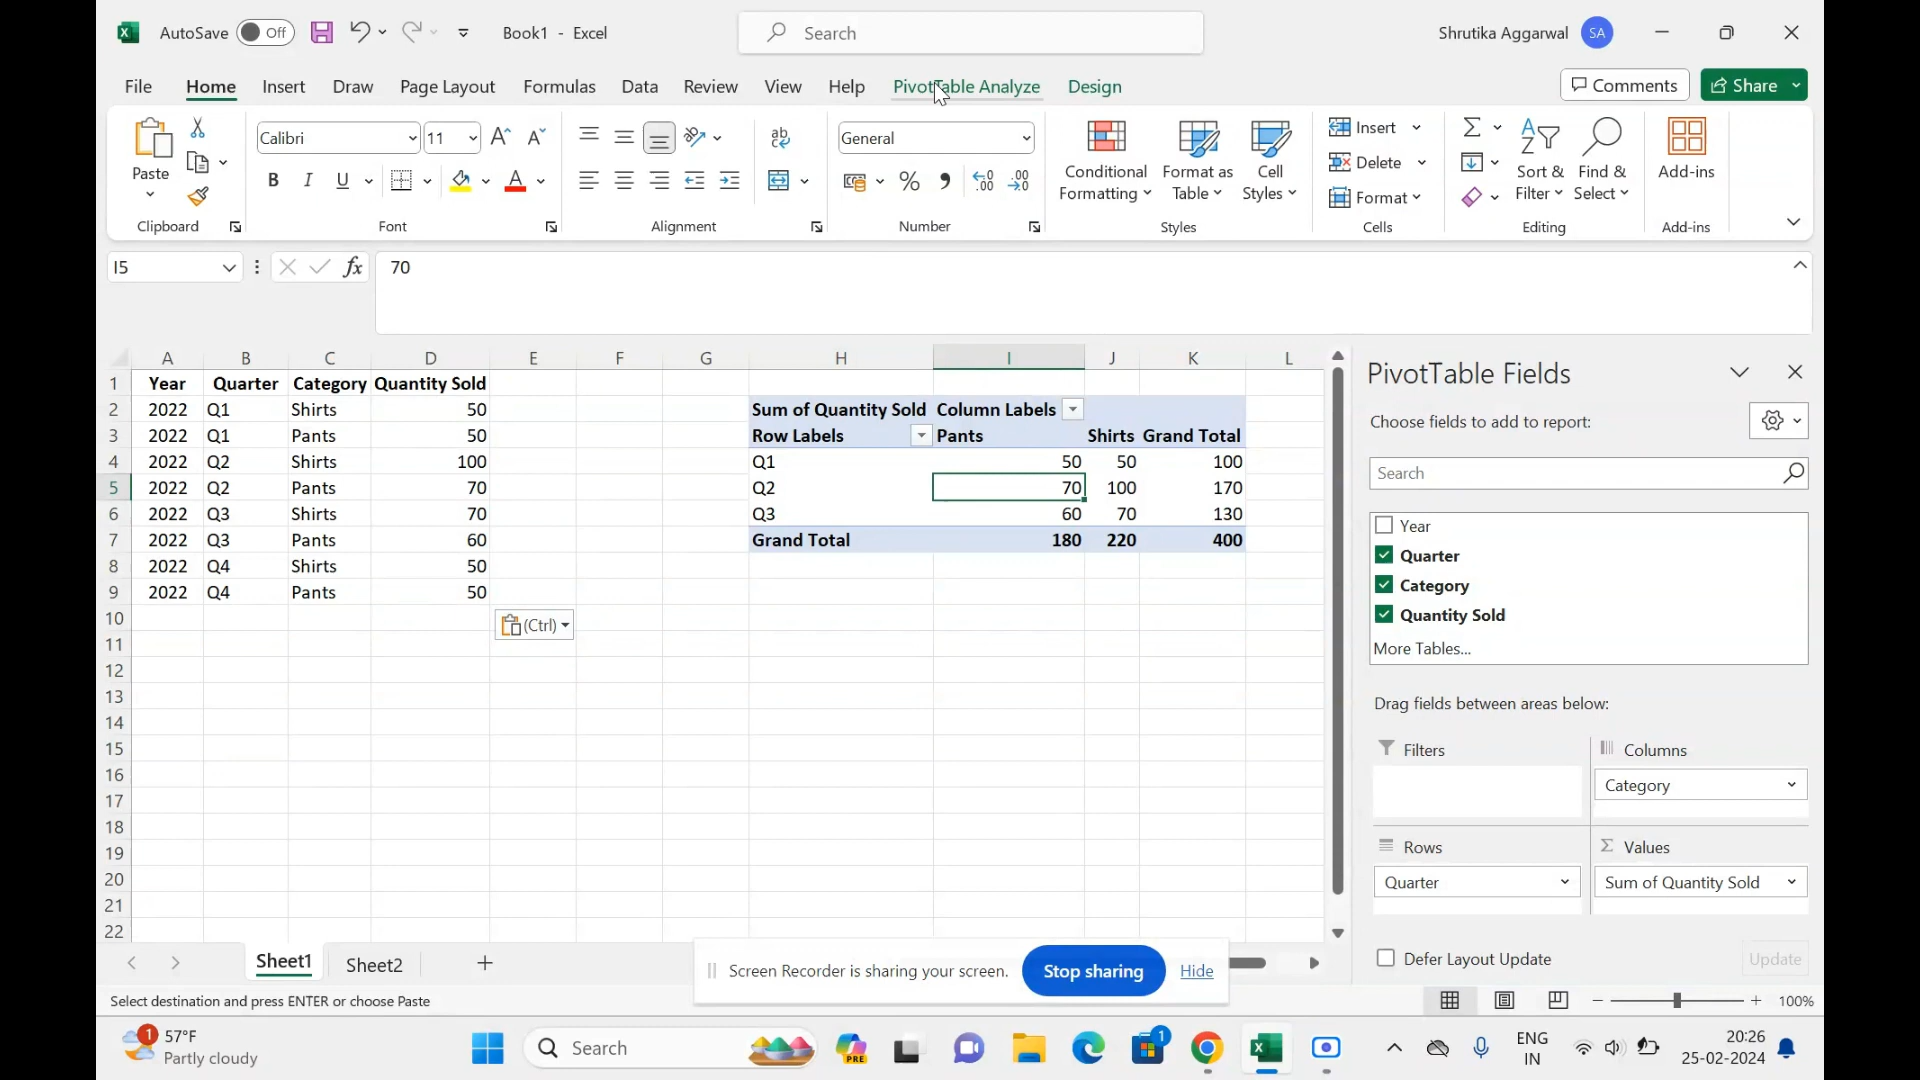 AutoSave Off Book1 - Excel Search Shrutika Aggarwal SA
File Home Insert Draw Page Layout Formulas Data Review View Help PivotTable Analyze Design Comments Share
Paste
Clipboard
Calibri 11
B I U A
Font
ab
Alignment
General
Number
Conditional Formatting
Format as Table
Cell Styles
Styles
Insert
Delete
Format
Cells
Sort & Filter
Find & Select
Editing
Add-ins
Add-ins
I5 fx 70
A B C D E F G H I J K L
1 Year Quarter Category Quantity Sold
2 2022 Q1 Shirts 50 Sum of Quantity Sold Column Labels
3 2022 Q1 Pants 50 Row Labels Pants Shirts Grand Total
4 2022 Q2 Shirts 100 Q1 50 50 100
5 2022 Q2 Pants 70 Q2 70 100 170
6 2022 Q3 Shirts 70 Q3 60 70 130
7 2022 Q3 Pants 60 Grand Total 180 220 400
8 2022 Q4 Shirts 50
9 2022 Q4 Pants 50
10
(Ctrl)
11
12
13
14
15
16
17
18
19
20
21
22
PivotTable Fields
Choose fields to add to report:
Search
Year
Quarter
Category
Quantity Sold
More Tables...
Drag fields between areas below:
Filters Columns
Category
Rows Values
Quarter Sum of Quantity Sold
Defer Layout Update Update
Sheet1 Sheet2
Screen Recorder is sharing your screen. Stop sharing Hide
Select destination and press ENTER or choose Paste 100%
1 57°F
Partly cloudy
Search
PRE
1
ENG
IN
20:26
25-02-2024